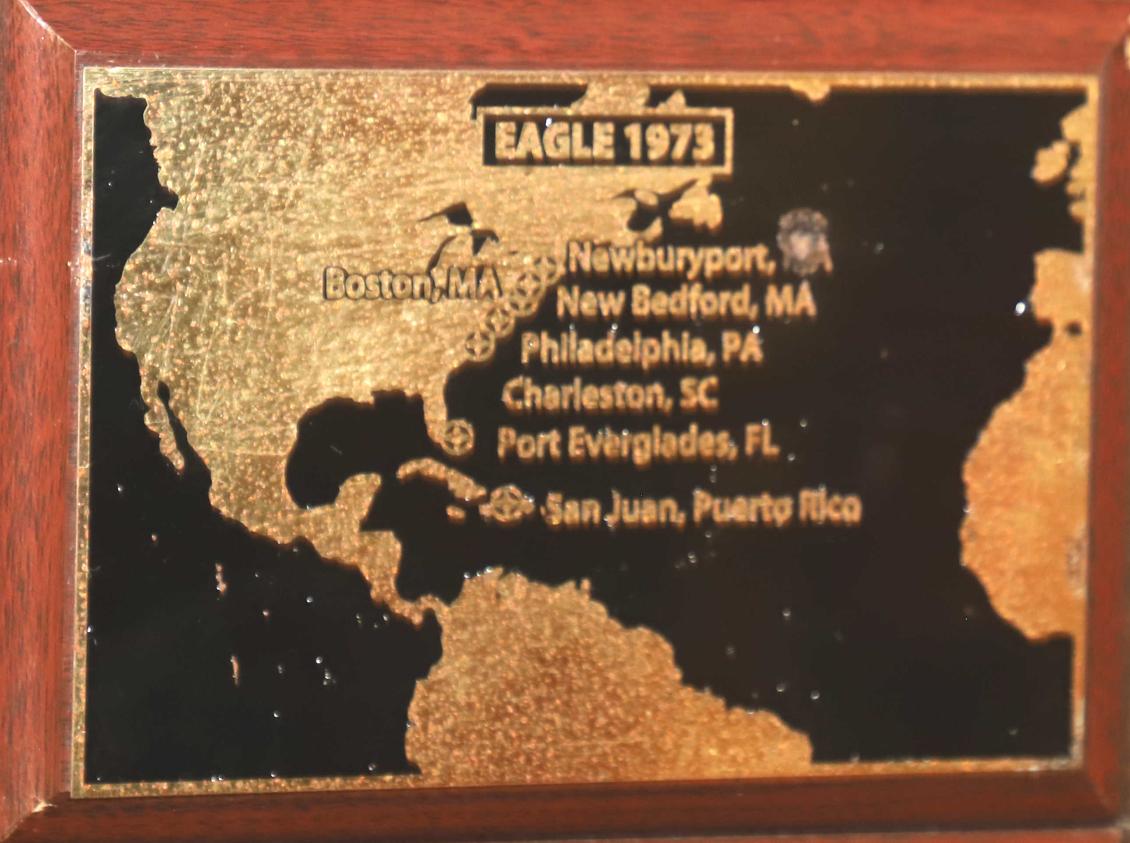 EAGLE 1973
Newburyport,
Boston, MA
New Bedford, MA
Philadelphia, PA
Charleston, SC
Port Everglades, FL
San Juan, Puerto Rico